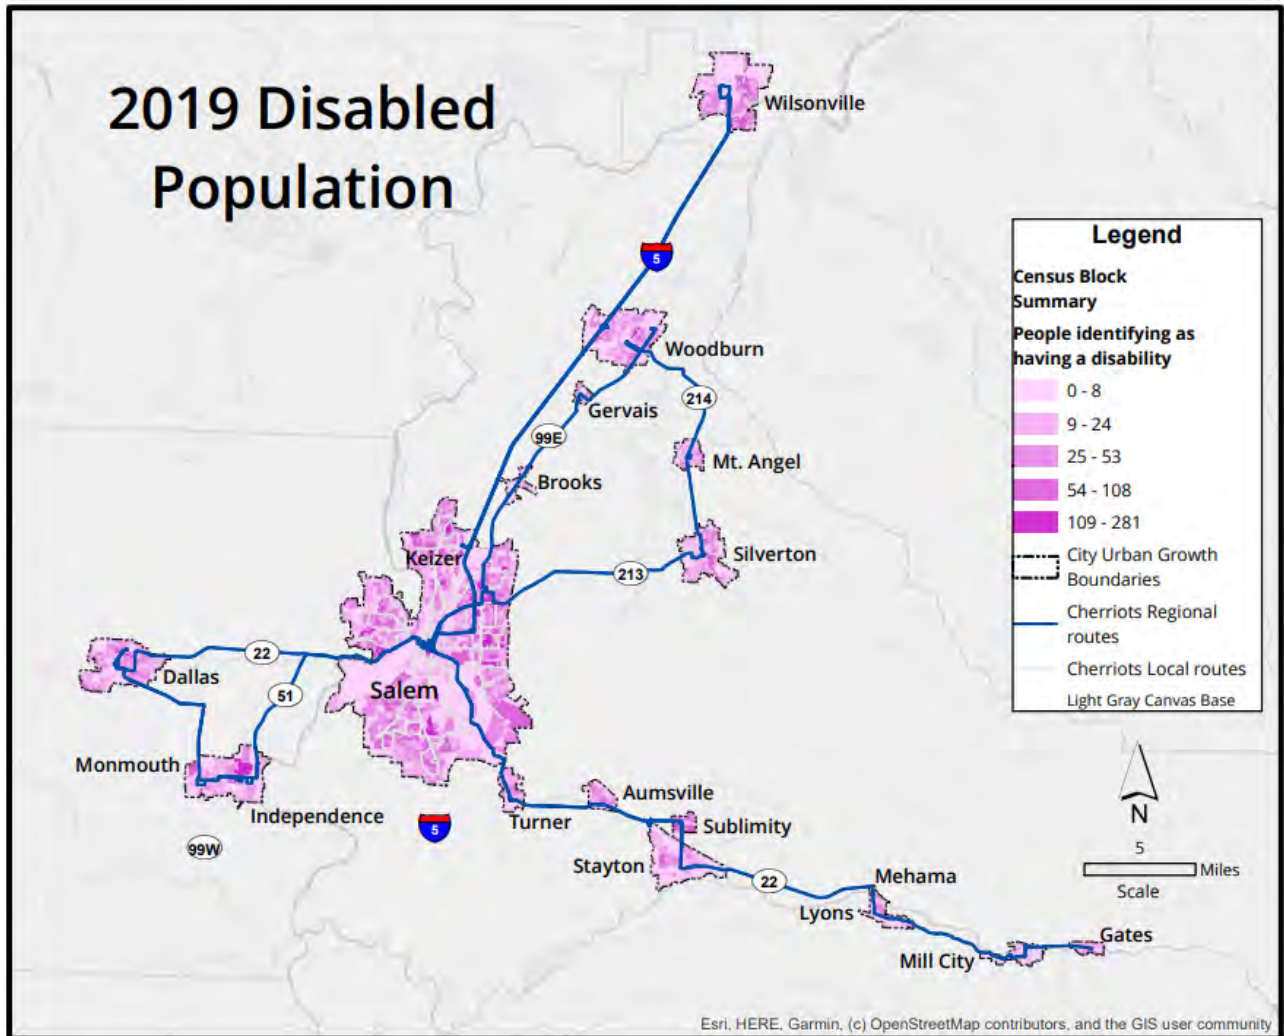 2019 Disabled
Population
Wilsonville
5
Woodburn
Gervais
214
99E
Mt. Angel
Brooks
Keizer
Silverton
213
22
Dallas
51
Salem
Monmouth
Independence
99W
5
Turner
Aumsville
Sublimity
Stayton
22
Mehama
Lyons
Mill City
Gates
Legend
Census Block
Summary
People identifying as
having a disability
0 - 8
9 - 24
25 - 53
54 - 108
109 - 281
City Urban Growth
Boundaries
Cherriots Regional
routes
Cherriots Local routes
Light Gray Canvas Base
N
5
Miles
Scale
Esri, HERE, Garmin, (c) OpenStreetMap contributors, and the GIS user community